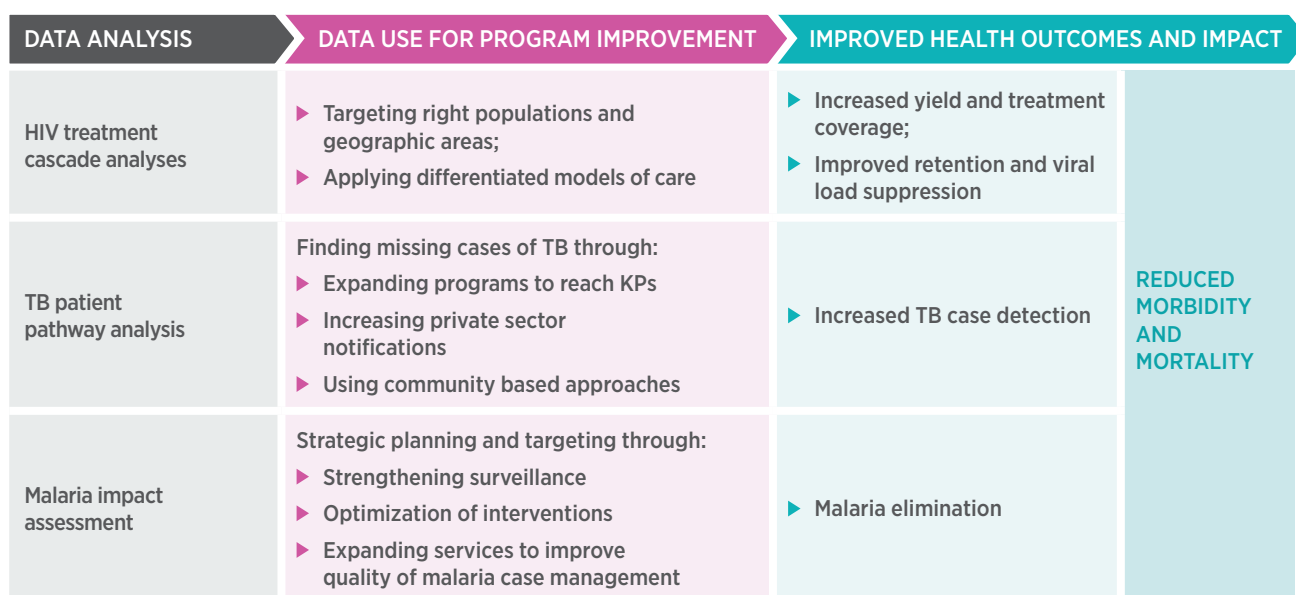 DATA ANALYSIS
DATA USE FOR PROGRAM IMPROVEMENT
IMPROVED HEALTH OUTCOMES AND IMPACT
HIV treatment
cascade analyses
Targeting right populations and
geographic areas;
Applying differentiated models of care
Increased yield and treatment
coverage;
Improved retention and viral
load suppression
TB patient
pathway analysis
Finding missing cases of TB through:
Expanding programs to reach KPs
Increasing private sector
notifications
Using community based approaches
Increased TB case detection
Malaria impact
assessment
Strategic planning and targeting through:
Strengthening surveillance
Optimization of interventions
Expanding services to improve
quality of malaria case management
Malaria elimination
REDUCED
MORBIDITY
AND
MORTALITY